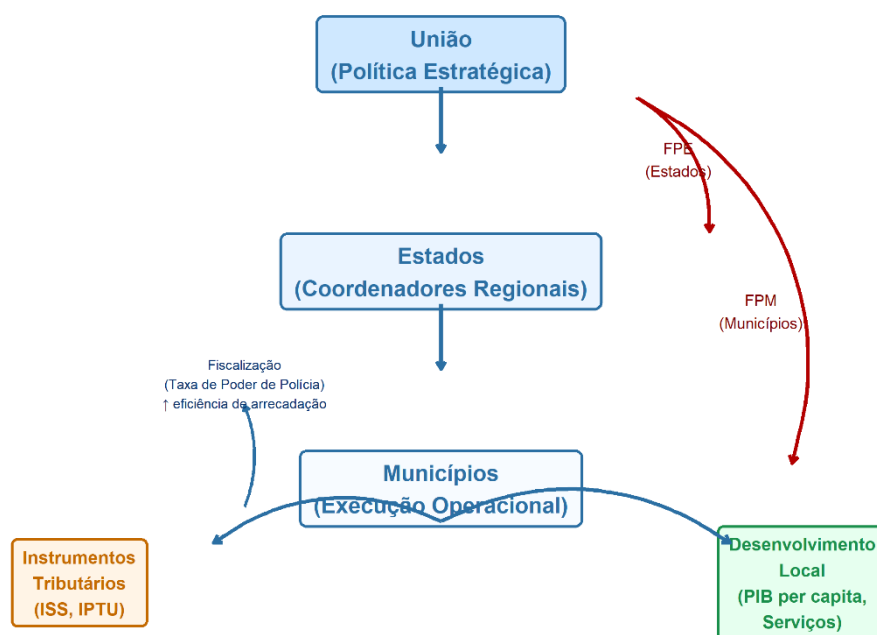 União
(Política Estratégica)
FPE
(Estados)
Estados
(Coordenadores Regionais)
FPM
(Municípios)
Fiscalização
(Taxa de Poder de Polícia)
↑ eficiência de arrecadação
Municípios
(Execução Operacional)
Instrumentos
Tributários
(ISS, IPTU)
Desenvolvimento
Local
(PIB per capita,
Serviços)